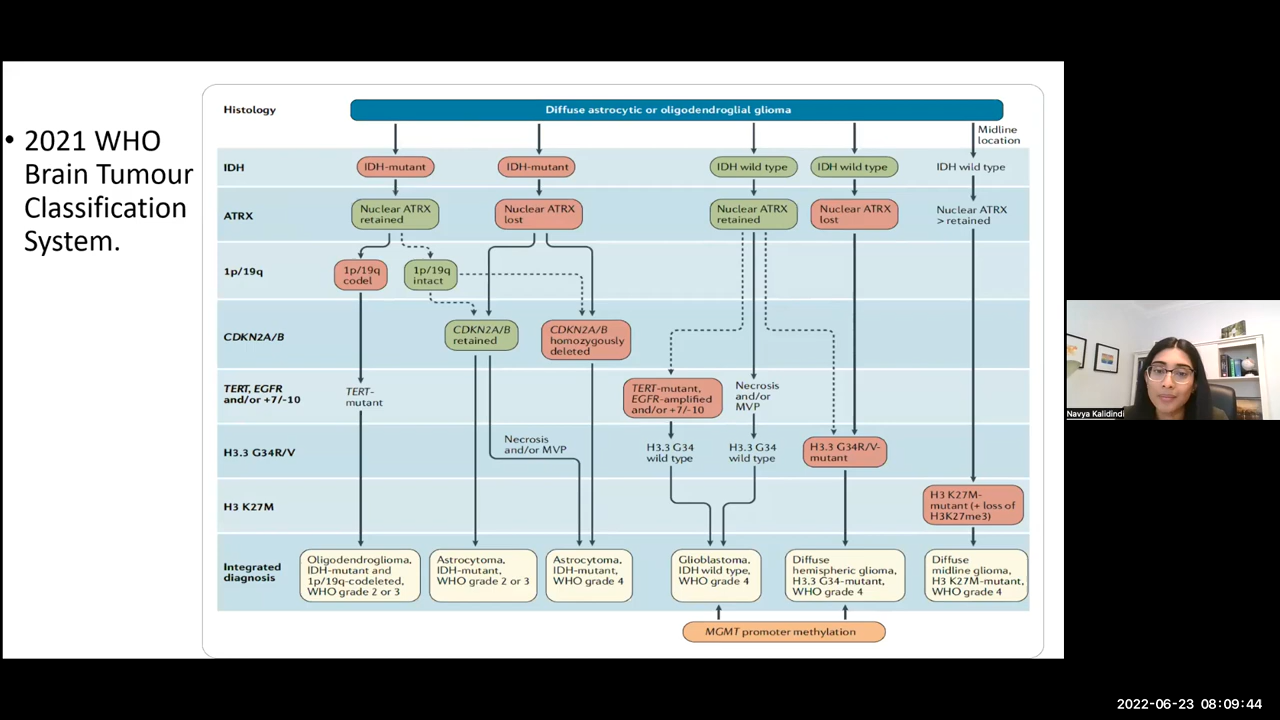 • 2021 WHO
Brain Tumour
Classification
System.
Histology
Diffuse astrocytic or oligodendroglial glioma
Midline
location
IDH
IDH-mutant
IDH-mutant
IDH wild type
IDH wild type
IDH wild type
ATRX
Nuclear ATRX
retained
Nuclear ATRX
lost
Nuclear ATRX
retained
Nuclear ATRX
lost
Nuclear ATRX
> retained
1p/19q
1p/19q
codel
1p/19q
intact
CDKN2A/B
CDKN2A/B
retained
CDKN2A/B
homozygously
deleted
TERT, EGFR
and/or +7/-10
TERT-
mutant
TERT-mutant,
EGFR-amplified
and/or +7/-10
Necrosis
and/or
MVP
H3.3 G34R/V
Necrosis
and/or MVP
H3.3 G34
wild type
H3.3 G34
wild type
H3.3 G34R/V-
mutant
H3 K27M
H3 K27M-
mutant (+ loss of
H3K27me3)
Integrated
diagnosis
Oligodendroglioma,
IDH-mutant and
1p/19q-codeleted,
WHO grade 2 or 3
Astrocytoma,
IDH-mutant,
WHO grade 2 or 3
Astrocytoma,
IDH-mutant,
WHO grade 4
Glioblastoma,
IDH wild type,
WHO grade 4
Diffuse
hemispheric glioma,
H3.3 G34-mutant,
WHO grade 4
Diffuse
midline glioma,
H3 K27M-mutant,
WHO grade 4
MGMT promoter methylation
Navya Kalidindi
2022-06-23 08:09:44